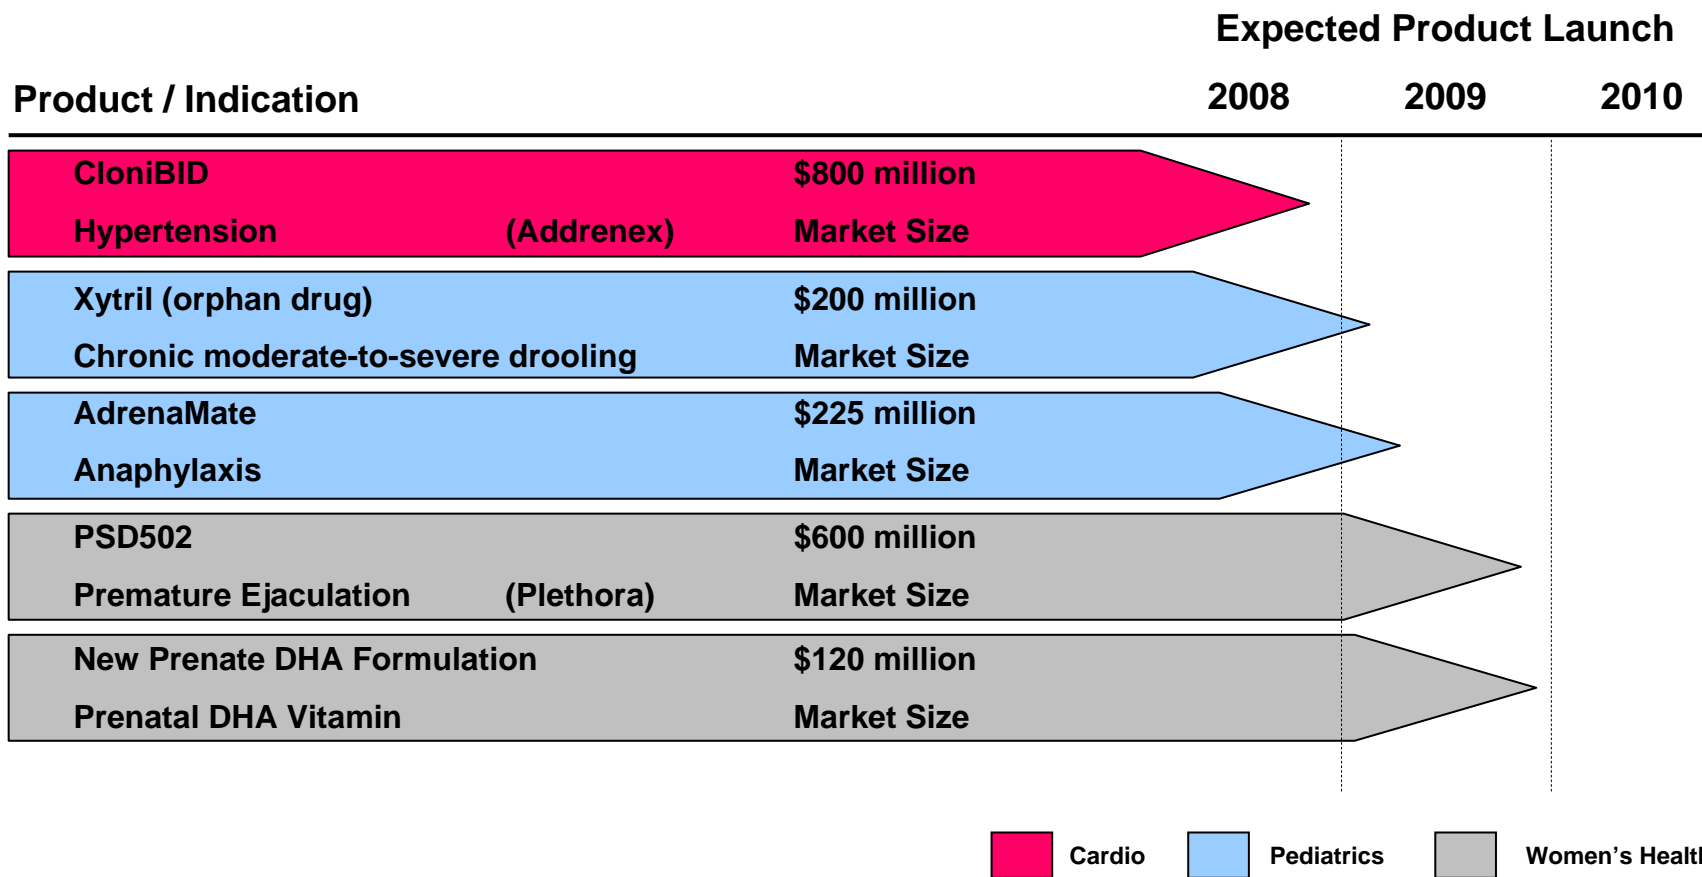 Expected Product Launch
Product / Indication 2008 2009 2010
CloniBID $800 million
Hypertension (Addrenex) Market Size
Xytril (orphan drug) $200 million
Chronic moderate-to-severe drooling Market Size
AdrenaMate $225 million
Anaphylaxis Market Size
PSD502 $600 million
Premature Ejaculation (Plethora) Market Size
New Prenate DHA Formulation $120 million
Prenatal DHA Vitamin Market Size
Cardio Pediatrics Women's Health